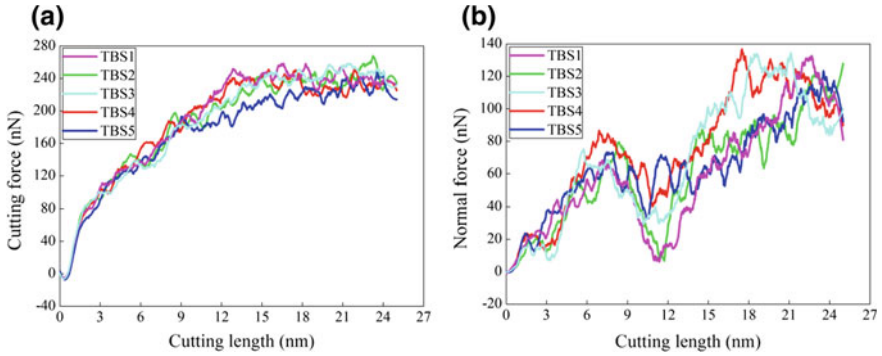 (a)
280
240
200
160
120
80
40
0
-40
Cutting force (nN)
TBS1
TBS2
TBS3
TBS4
TBS5
0 3 6 9 12 15 18 21 24 27
Cutting length (nm)
(b)
140
120
100
80
60
40
20
0
-20
Normal force (nN)
TBS1
TBS2
TBS3
TBS4
TBS5
0 3 6 9 12 15 18 21 24 27
Cutting length (nm)